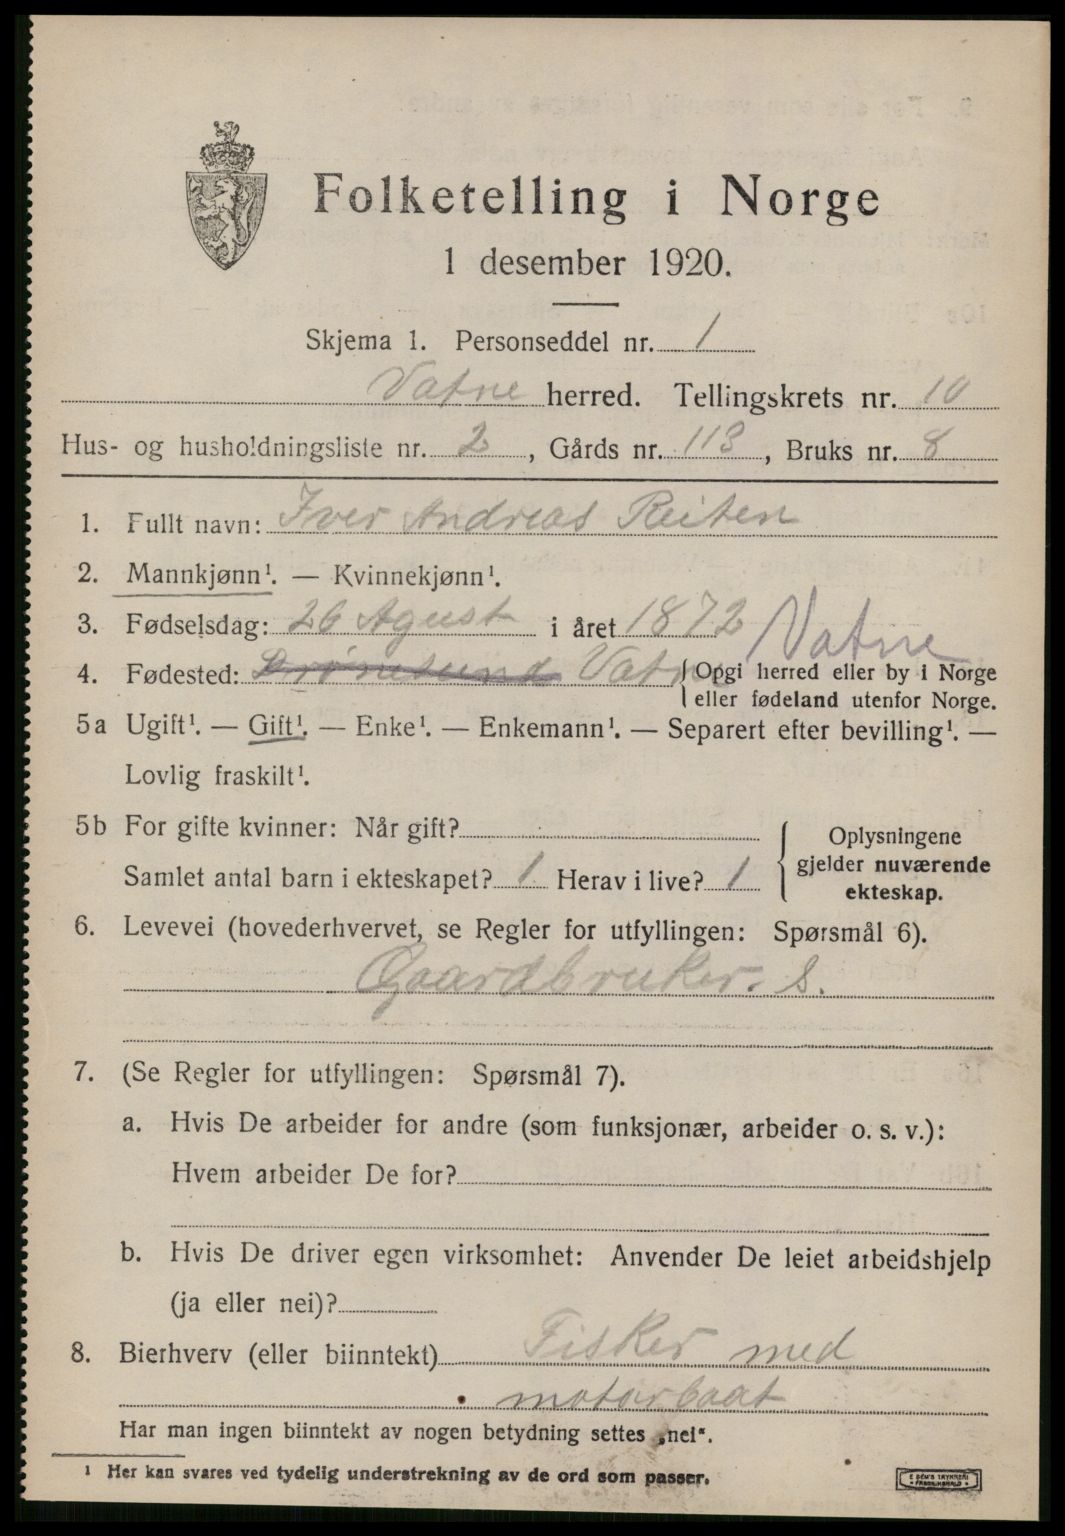 Folketelling i Norge
1 desember 1920.
Skjema 1. Personseddel nr. 1
Vatne herred. Tellingskrets nr. 10
Hus- og husholdningsliste nr. 2, Gårds nr. 113, Bruks nr. 8
1. Fullt navn: Iver Andreas Reiten
2. Mannkjønn¹. — Kvinnekjønn¹.
3. Fødselsdag: 26 Agust i året 1872 Vatne
4. Fødested: Vatne { Opgi herred eller by i Norge
eller fødeland utenfor Norge.
5a Ugift¹. — Gift¹. — Enke¹. — Enkemann¹. — Separert efter bevilling¹. —
Lovlig fraskilt¹.
5b For gifte kvinner: Når gift? { Oplysningene
gjelder nuværende
Samlet antal barn i ekteskapet? 1 Herav i live? 1
ekteskap.
6. Levevei (hovederhvervet, se Regler for utfyllingen: Spørsmål 6).
Gaardbruker. S.
7. (Se Regler for utfyllingen: Spørsmål 7).
a. Hvis De arbeider for andre (som funksjonær, arbeider o. s. v.):
Hvem arbeider De for?
b. Hvis De driver egen virksomhet: Anvender De leiet arbeidshjelp
(ja eller nei)?
8. Bierhverv (eller biinntekt) Fisker med
motorbaat
Har man ingen biinntekt av nogen betydning settes „nei".
¹ Her kan svares ved tydelig understrekning av de ord som passer.